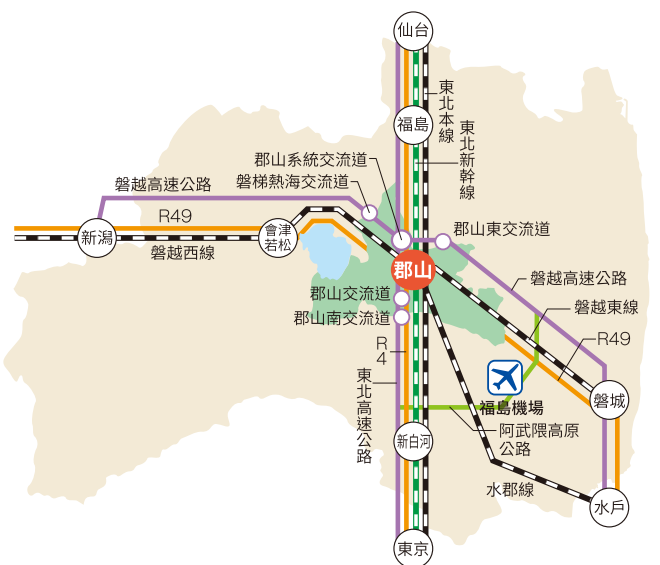 仙台
東北本線
福島
東北新幹線
郡山系統交流道
磐梯熱海交流道
磐越高速公路
R49
郡山東交流道
新潟
會津
若松
磐越西線
郡山
磐越高速公路
郡山交流道
磐越東線
郡山南交流道
R49
R
4
東北高速公路
福島機場
磐城
阿武隈高原
公路
新白河
水郡線
水戶
東京